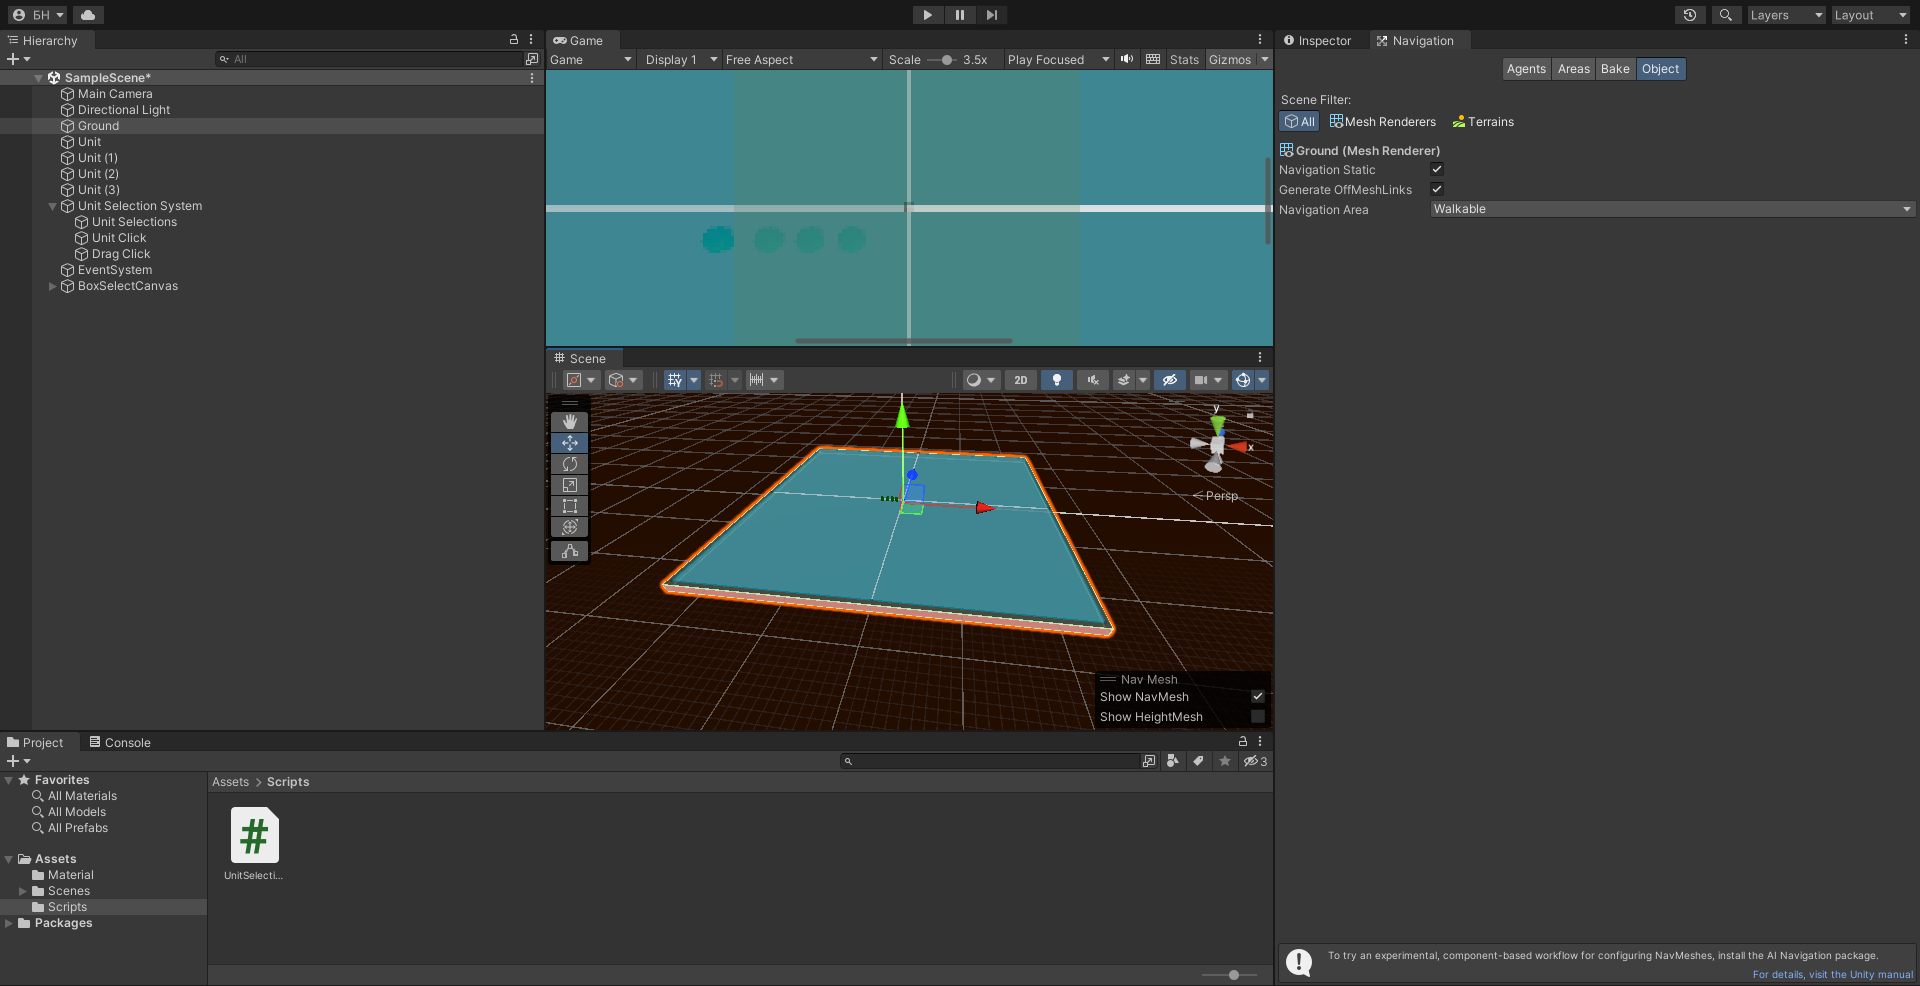 БН
Layers
Layout
Hierarchy
All
SampleScene*
Main Camera
Directional Light
Ground
Unit
Unit (1)
Unit (2)
Unit (3)
Unit Selection System
Unit Selections
Unit Click
Drag Click
EventSystem
BoxSelectCanvas
Game
Game Display 1 Free Aspect Scale 3.5x Play Focused Stats Gizmos
Scene
2D
y
x
Persp
Nav Mesh
Show NavMesh
Show HeightMesh
Inspector Navigation
Agents Areas Bake Object
Scene Filter:
All Mesh Renderers Terrains
Ground (Mesh Renderer)
Navigation Static
Generate OffMeshLinks
Navigation Area Walkable
To try an experimental, component-based workflow for configuring NavMeshes, install the AI Navigation package.
For details, visit the Unity manual
Project Console
3
Favorites
All Materials
All Models
All Prefabs
Assets
Material
Scenes
Scripts
Packages
Assets > Scripts
#
UnitSelecti...